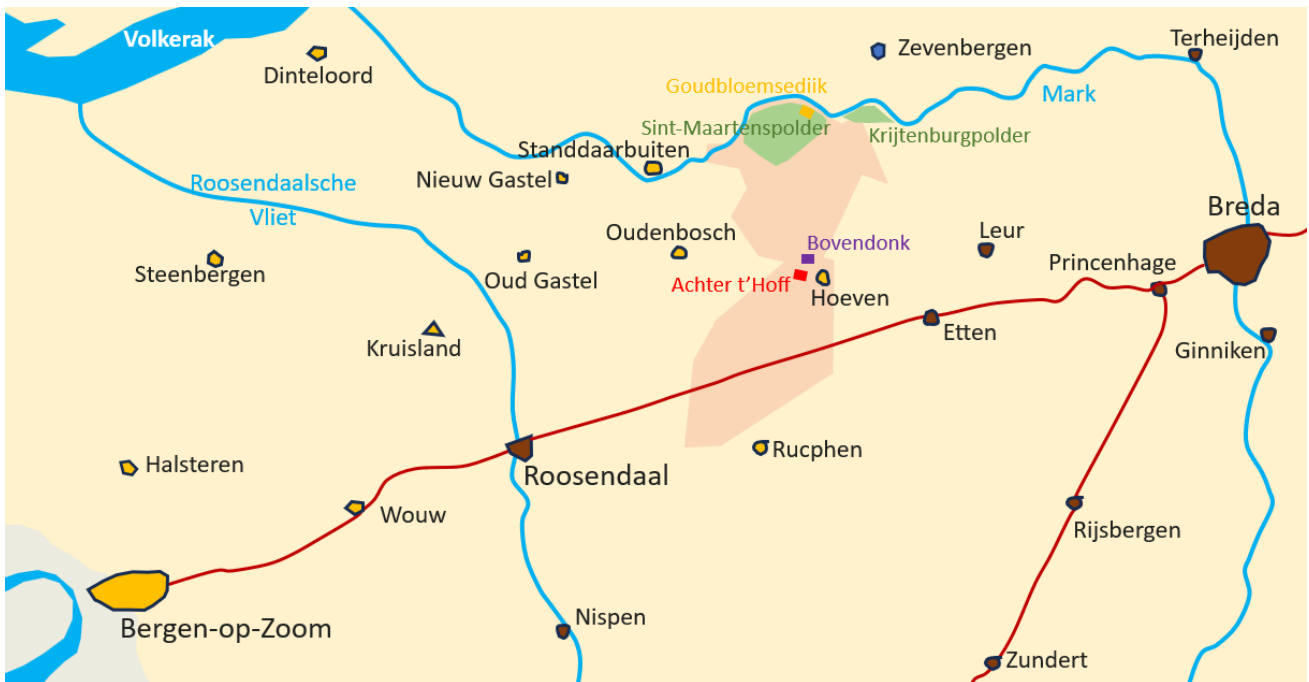 Volkerak
Dinteloord
Zevenbergen
Terheijden
Goudbloemsedijk
Mark
Sint-Maartenspolder
Krijtenburgpolder
Standdaarbuiten
Nieuw Gastel
Roosendaalsche
Vliet
Breda
Oudenbosch
Bovendonk
Leur
Steenbergen
Oud Gastel
Achter t’Hoff
Hoeven
Princenhage
Kruisland
Etten
Ginniken
Halsteren
Roosendaal
Rucphen
Wouw
Rijsbergen
Bergen-op-Zoom
Nispen
Zundert